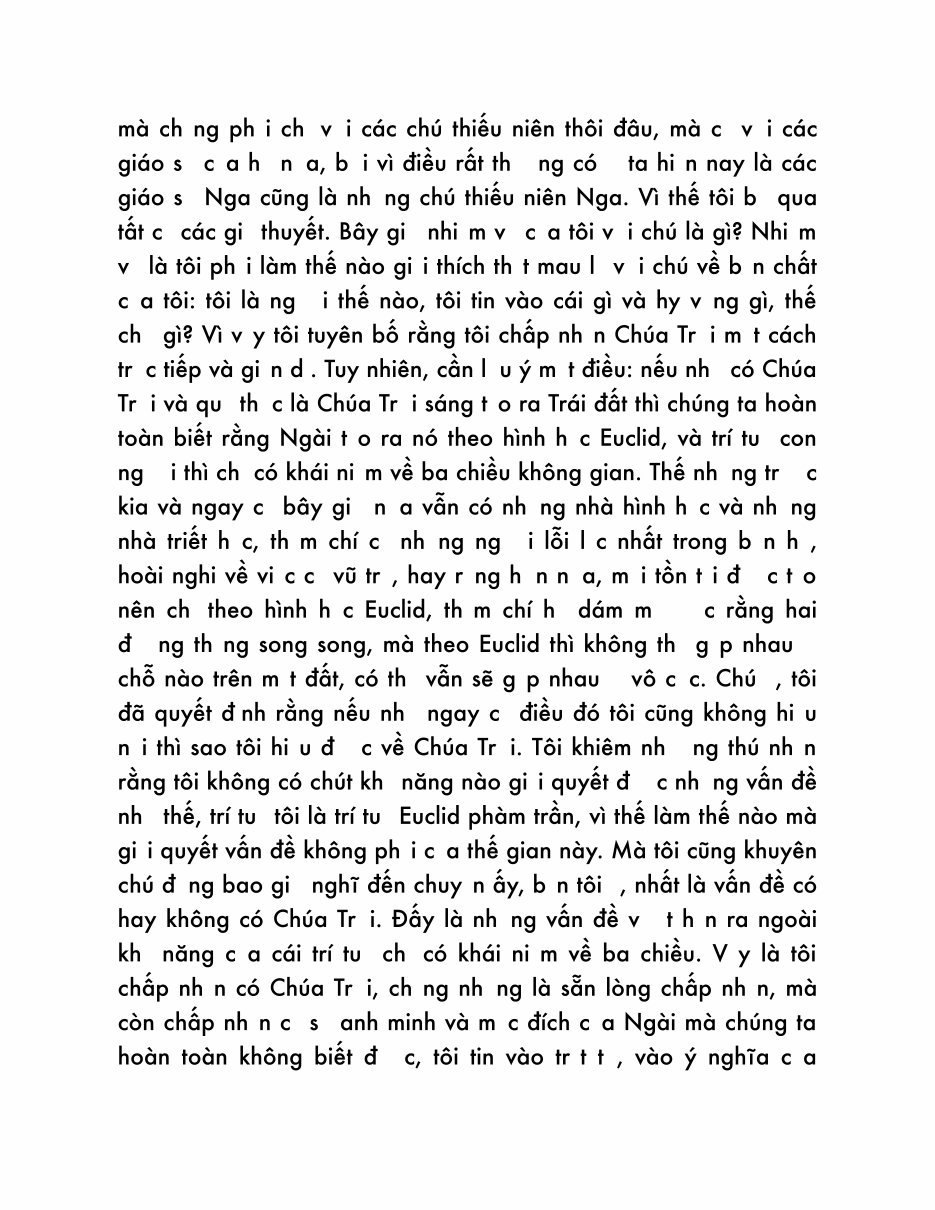 mà ch ng ph i ch v i các chú thiếu niên thôi đâu, mà c v i các
giáo s c a h n a, b i vì điều rất th ng có ta hi n nay là các
giáo s Nga cũng là nh ng chú thiếu niên Nga. Vì thế tôi b qua
tất c các gi thuyết. Bây gi nhi m v c a tôi v i chú là gì? Nhi m
v là tôi ph i làm thế nào gi i thích th t mau l v i chú về b n chất
c a tôi: tôi là ng i thế nào, tôi tin vào cái gì và hy v ng gì, thế
ch gì? Vì v y tôi tuyên bố rằng tôi chấp nh n Chúa Tr i m t cách
tr c tiếp và gi n d . Tuy nhiên, cần l u ý m t điều: nếu nh có Chúa
Tr i và qu th c là Chúa Tr i sáng t o ra Trái đất thì chúng ta hoàn
toàn biết rằng Ngài t o ra nó theo hình h c Euclid, và trí tu con
ng i thì ch có khái ni m về ba chiều không gian. Thế nh ng tr c
kia và ngay c bây gi n a vẫn có nh ng nhà hình h c và nh ng
nhà triết h c, th m chí c nh ng ng i lỗi l c nhất trong b n h ,
hoài nghi về vi c c vũ tr , hay r ng h n n a, m i tồn t i đ c t o
nên ch theo hình h c Euclid, th m chí h dám m c rằng hai
đ ng th ng song song, mà theo Euclid thì không th g p nhau
chỗ nào trên m t đất, có th vẫn sẽ g p nhau vô c c. Chú , tôi
đã quyết đ nh rằng nếu nh ngay c điều đó tôi cũng không hi u
n i thì sao tôi hi u đ c về Chúa Tr i. Tôi khiêm nh ng thú nh n
rằng tôi không có chút kh năng nào gi i quyết đ c nh ng vấn đề
nh thế, trí tu tôi là trí tu Euclid phàm trần, vì thế làm thế nào mà
gi i quyết vấn đề không ph i c a thế gian này. Mà tôi cũng khuyên
chú đ ng bao gi nghĩ đến chuy n ấy, b n tôi , nhất là vấn đề có
hay không có Chúa Tr i. Đấy là nh ng vấn đề v t h n ra ngoài
kh năng c a cái trí tu ch có khái ni m về ba chiều. V y là tôi
chấp nh n có Chúa Tr i, ch ng nh ng là sẵn lòng chấp nh n, mà
còn chấp nh n c s anh minh và m c đích c a Ngài mà chúng ta
hoàn toàn không biết đ c, tôi tin vào tr t t , vào ý nghĩa c a